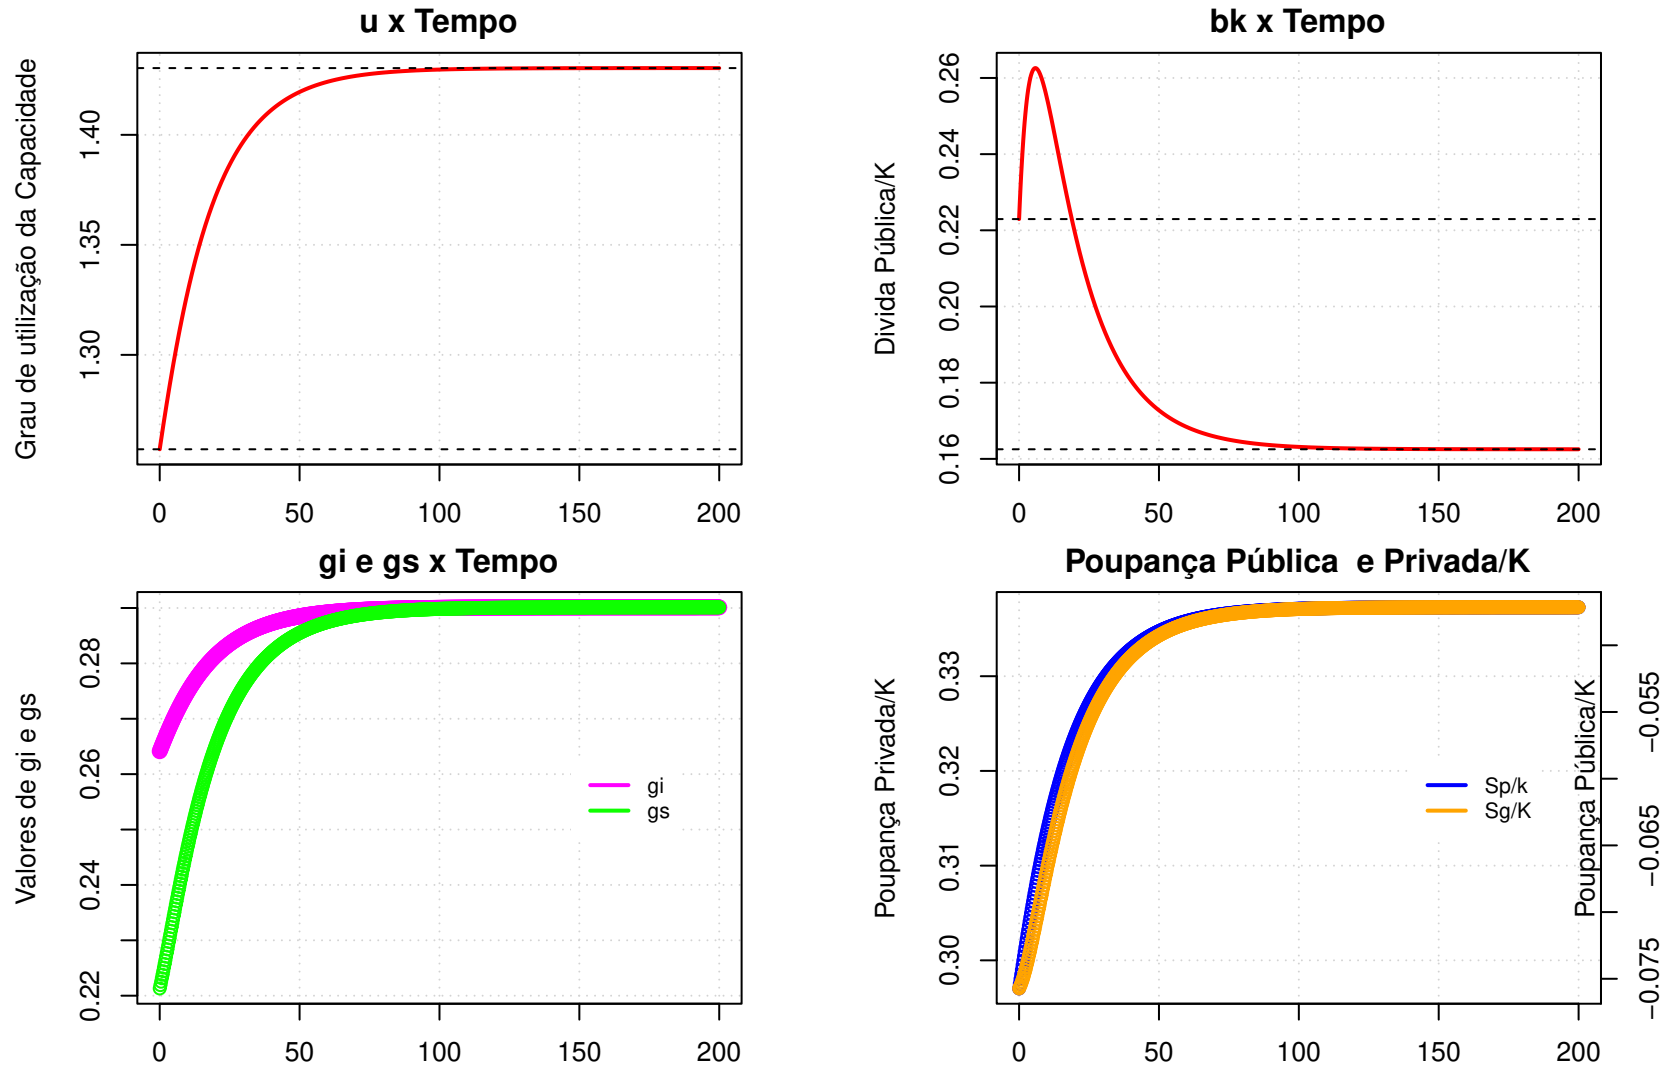 u x Tempo
Grau de utilização da Capacidade
1.30 1.35 1.40
0 50 100 150 200
bk x Tempo
Divida Pública/K
0.16 0.18 0.20 0.22 0.24 0.26
0 50 100 150 200
gi e gs x Tempo
Valores de gi e gs
0.22 0.24 0.26 0.28
gi
gs
0 50 100 150 200
Poupança Pública e Privada/K
Poupança Privada/K
0.30 0.31 0.32 0.33
Sp/k
Sg/K
Poupança Pública/K
−0.075 −0.065 −0.055
0 50 100 150 200